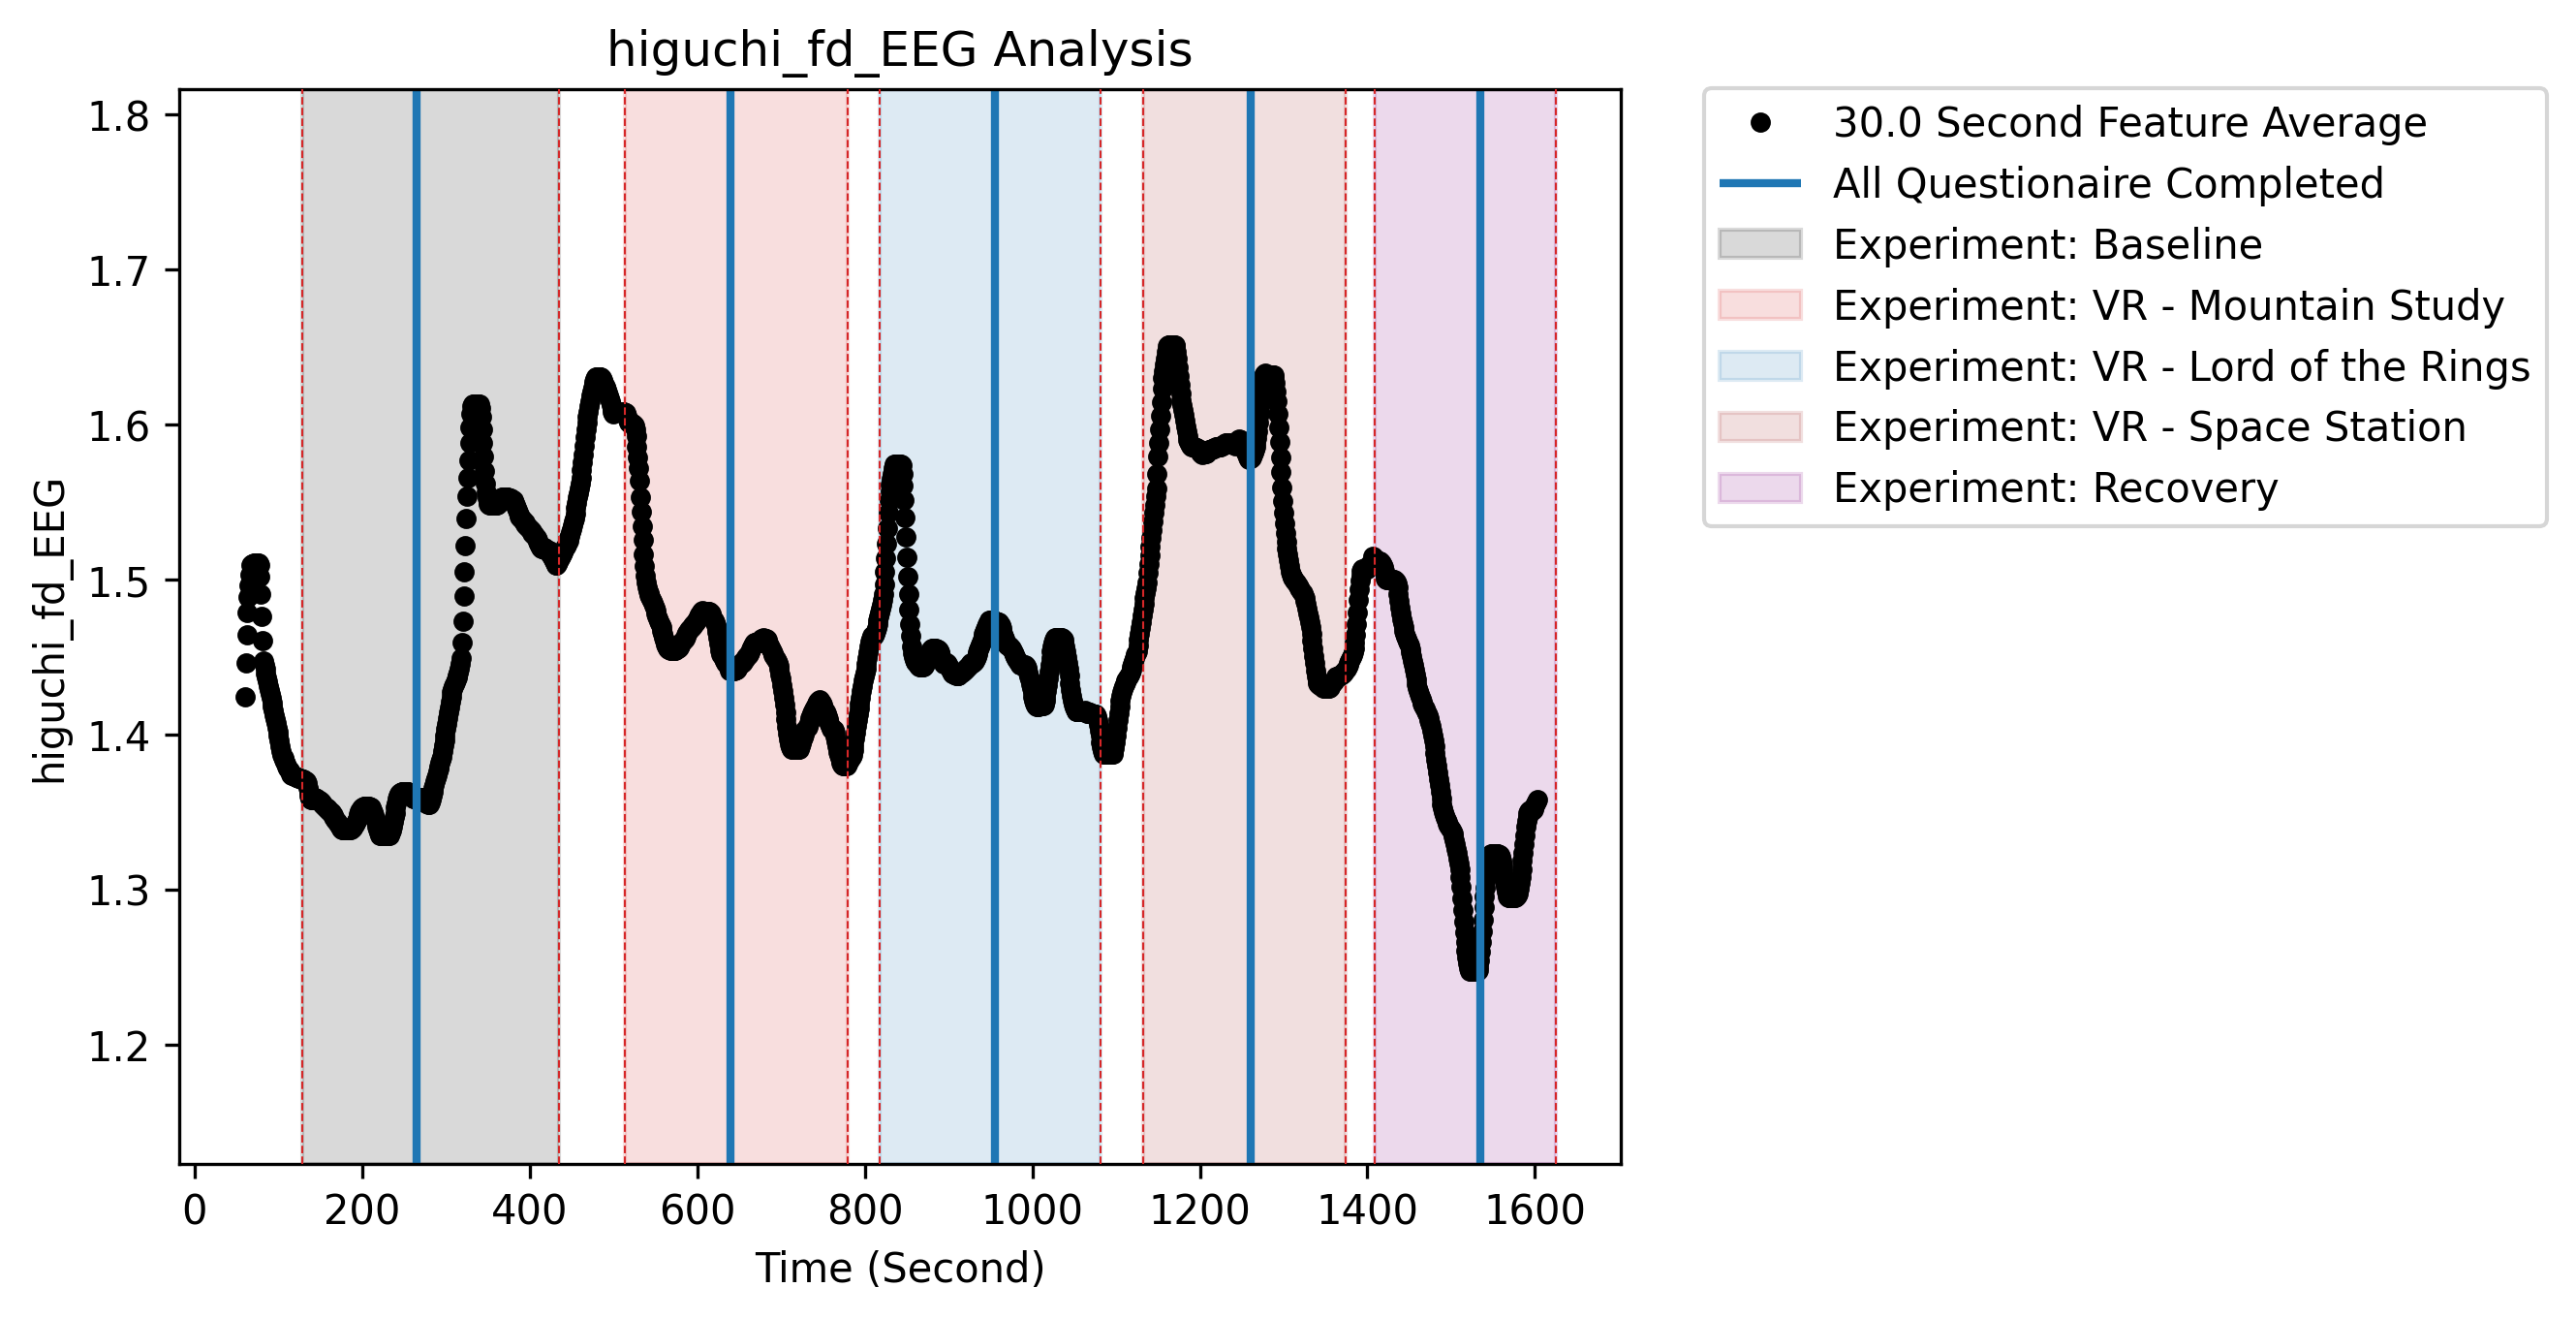 higuchi_fd_EEG Analysis
1.8
1.7
1.6
1.5
1.4
1.3
1.2
higuchi_fd_EEG
0 200 400 600 800 1000 1200 1400 1600
Time (Second)
30.0 Second Feature Average
All Questionaire Completed
Experiment: Baseline
Experiment: VR - Mountain Study
Experiment: VR - Lord of the Rings
Experiment: VR - Space Station
Experiment: Recovery